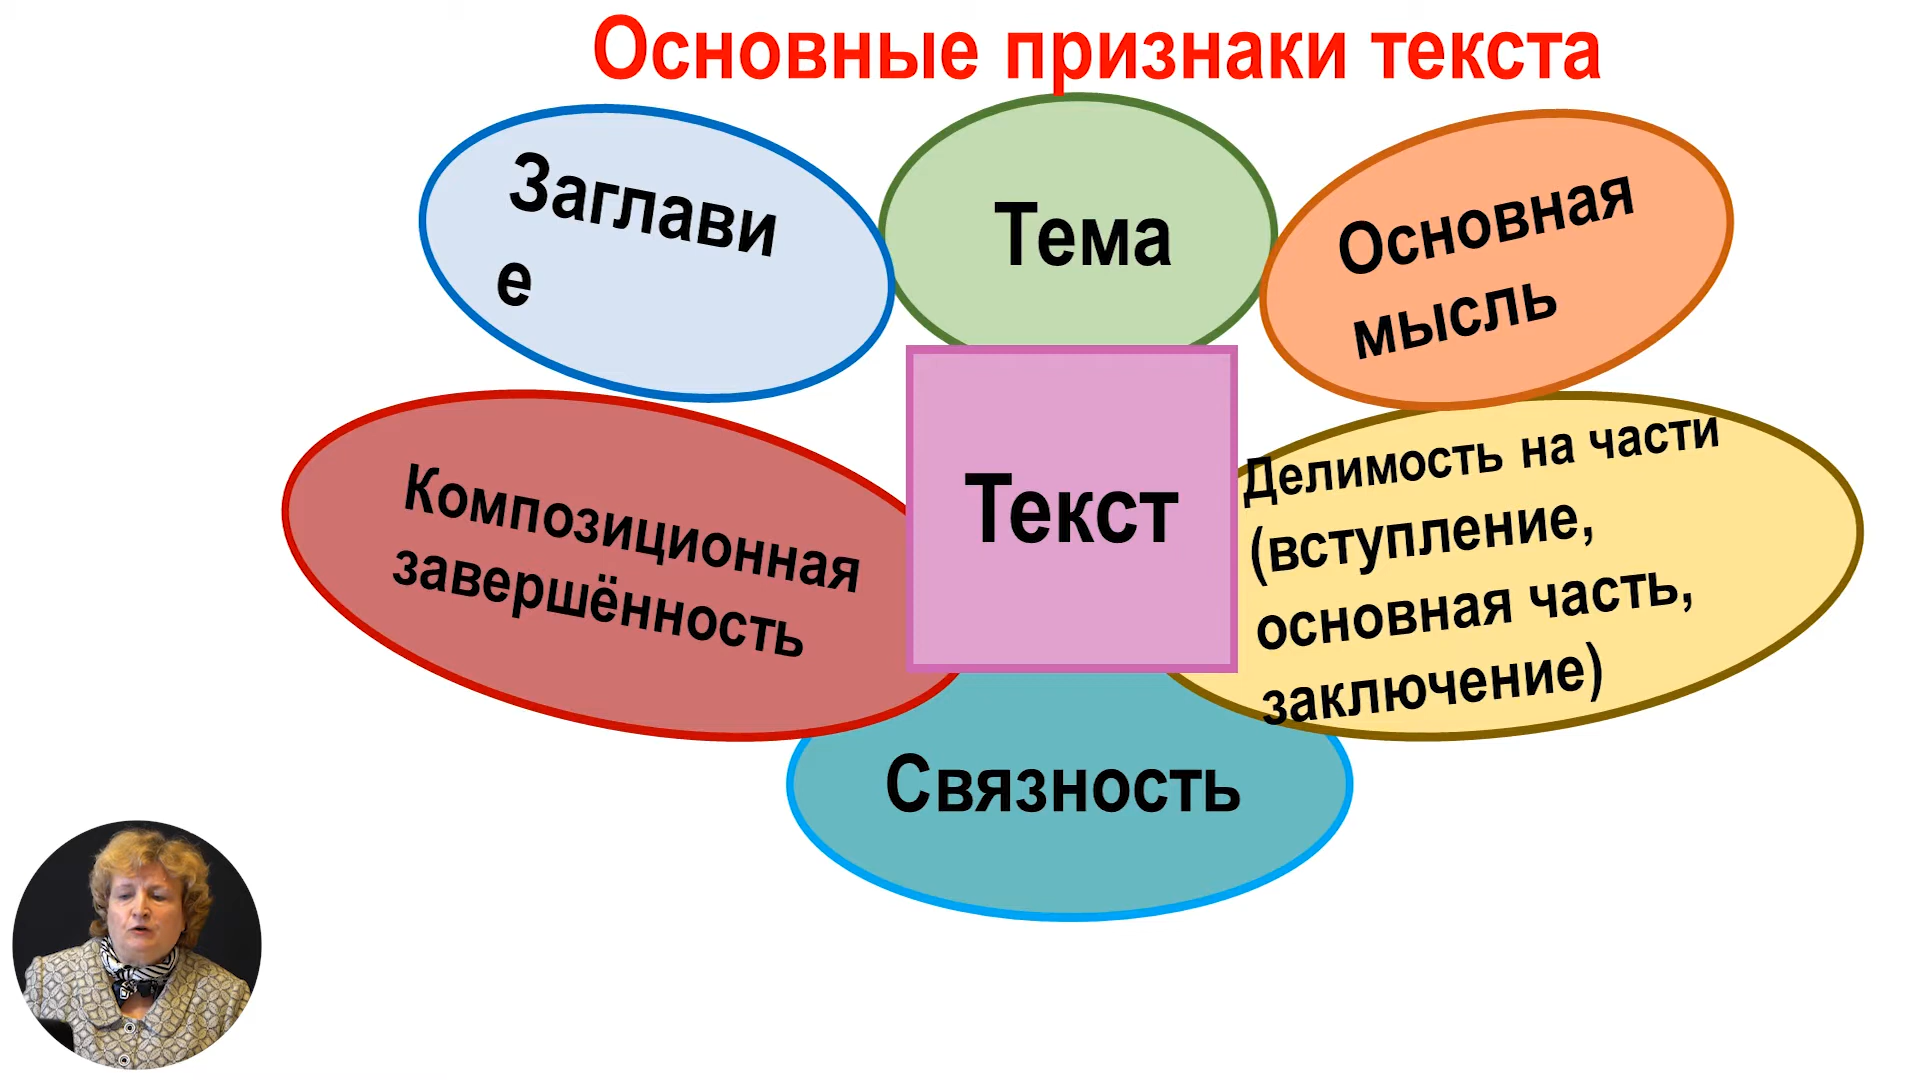 Основные признаки текста
Заглави
е
Тема
Основная
мысль
Композиционная
завершённость
Текст
Делимость на части
(вступление,
основная часть,
заключение)
Связность